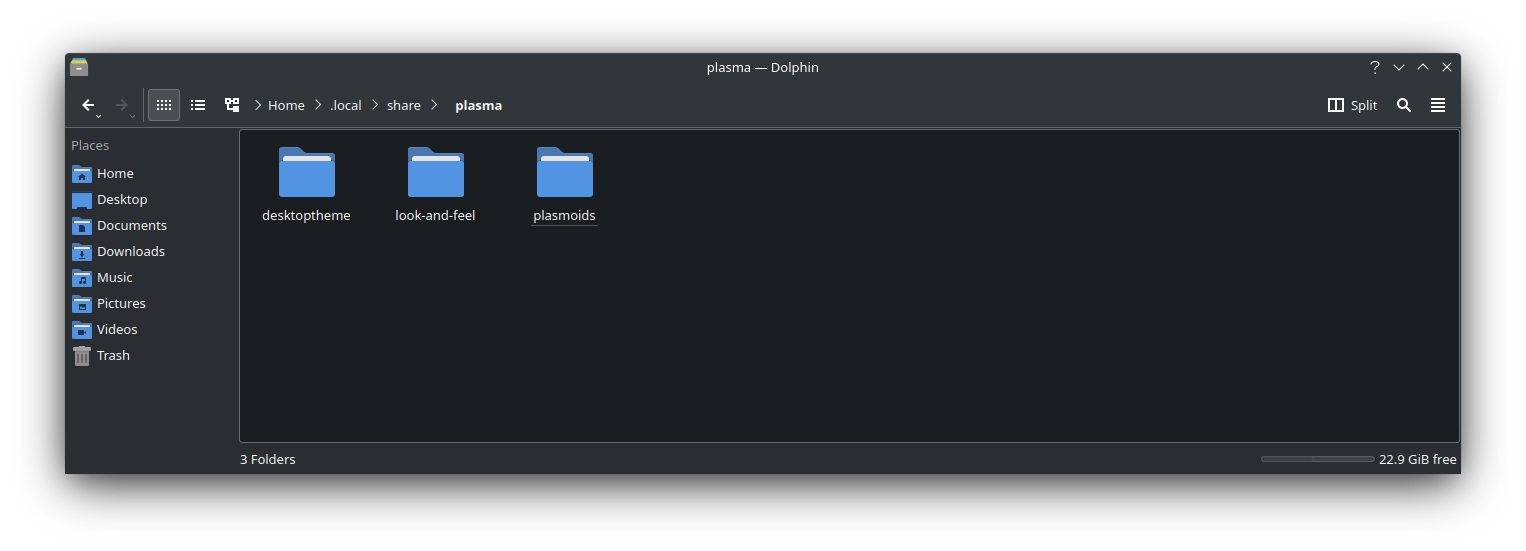 plasma — Dolphin
Home .local share plasma
Split
Places
Home
Desktop
Documents
Downloads
Music
Pictures
Videos
Trash
desktoptheme look-and-feel plasmoids
3 Folders
22.9 GiB free